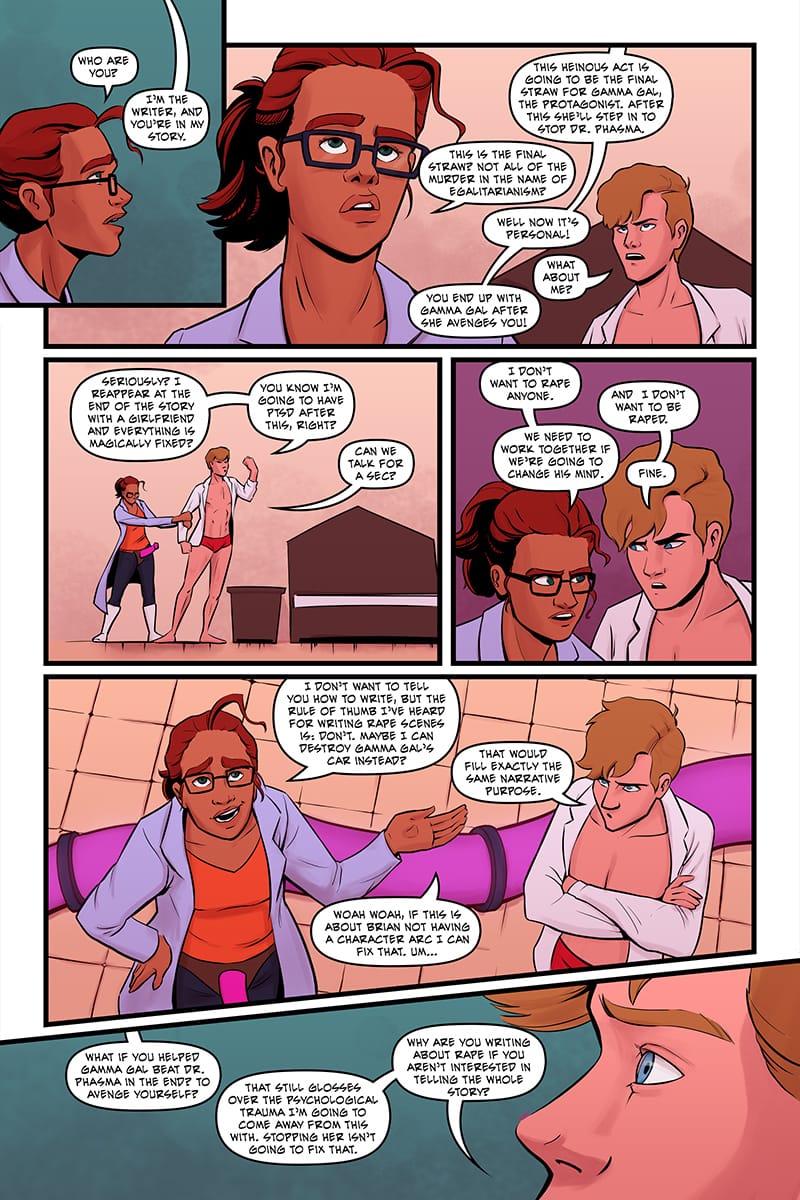 WHO ARE
YOU?
I'M THE
WRITER, AND
YOU'RE IN MY
STORY.
THIS HEINOUS ACT IS
GOING TO BE THE FINAL
STRAW FOR GAMMA GAL,
THE PROTAGONIST. AFTER
THIS SHE'LL STEP IN TO
STOP DR. PHASMA.
THIS IS THE FINAL
STRAW? NOT ALL OF THE
MURDER IN THE NAME OF
EGALITARIANISM?
WELL NOW IT'S
PERSONAL!
WHAT
ABOUT
ME?
YOU END UP WITH
GAMMA GAL AFTER
SHE AVENGES YOU!
SERIOUSLY? I
REAPPEAR AT THE
END OF THE STORY
WITH A GIRLFRIEND
AND EVERYTHING IS
MAGICALLY FIXED?
YOU KNOW I'M
GOING TO HAVE
PTSD AFTER
THIS, RIGHT?
CAN WE
TALK FOR
A SEC?
I DON'T
WANT TO RAPE
ANYONE.
AND I DON'T
WANT TO BE
RAPED.
WE NEED TO
WORK TOGETHER IF
WE'RE GOING TO
CHANGE HIS MIND.
FINE.
I DON'T WANT TO TELL
YOU HOW TO WRITE, BUT THE
RULE OF THUMB I'VE HEARD
FOR WRITING RAPE SCENES
IS: DON'T. MAYBE I CAN
DESTROY GAMMA GAL'S
CAR INSTEAD?
THAT WOULD
FILL EXACTLY THE
SAME NARRATIVE
PURPOSE.
WOAH WOAH, IF THIS IS
ABOUT BRIAN NOT HAVING
A CHARACTER ARC I CAN
FIX THAT. UM...
WHAT IF YOU HELPED
GAMMA GAL BEAT DR.
PHASMA IN THE END? TO
AVENGE YOURSELF?
THAT STILL GLOSSES
OVER THE PSYCHOLOGICAL
TRAUMA I'M GOING TO
COME AWAY FROM THIS
WITH. STOPPING HER ISN'T
GOING TO FIX THAT.
WHY ARE YOU WRITING
ABOUT RAPE IF YOU
AREN'T INTERESTED IN
TELLING THE WHOLE
STORY?